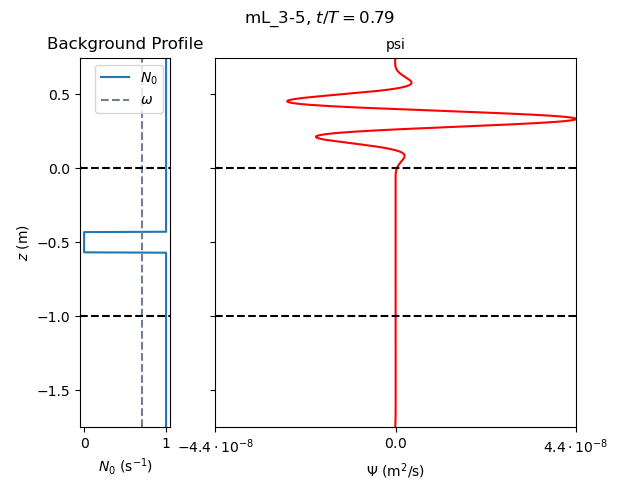 mL_3-5, t/T = 0.79
Background Profile
psi
N₀
ω
0.5
0.0
−0.5
−1.0
−1.5
z (m)
0
1
N₀ (s⁻¹)
−4.4 · 10⁻⁸
0.0
4.4 · 10⁻⁸
Ψ (m²/s)